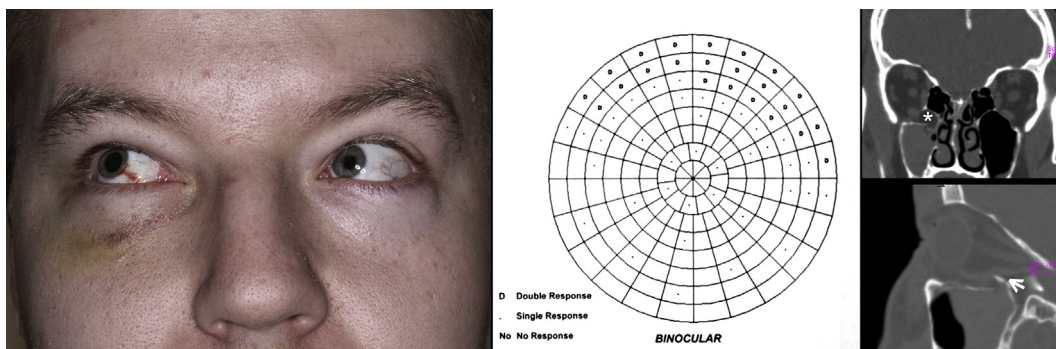 D Double Response
. Single Response
No No Response
BINOCULAR